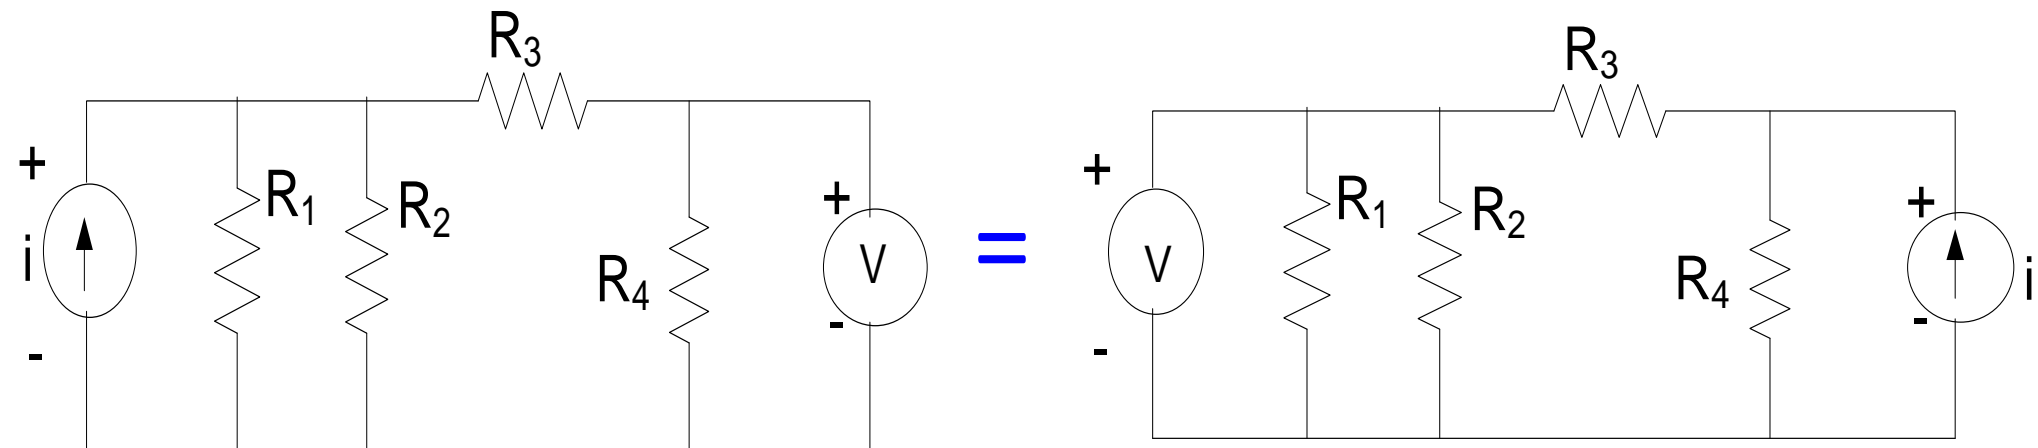 R3
+
i
-
R1
R2
R4
+
V
-
=
R3
+
V
-
R1
R2
R4
+
-
i